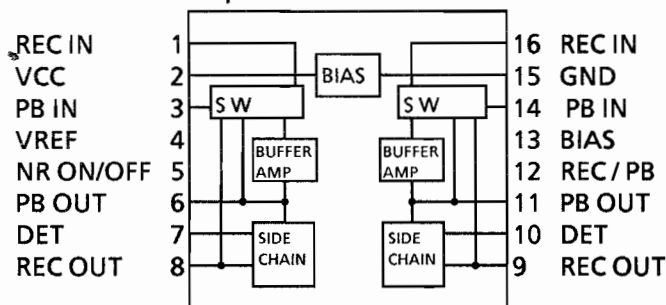 REC IN 1 16 REC IN
VCC 2 BIAS 15 GND
PB IN 3 SW SW 14 PB IN
VREF 4 13 BIAS
NR ON/OFF 5 BUFFER AMP BUFFER AMP 12 REC / PB
PB OUT 6 11 PB OUT
DET 7 SIDE SIDE 10 DET
REC OUT 8 CHAIN CHAIN 9 REC OUT